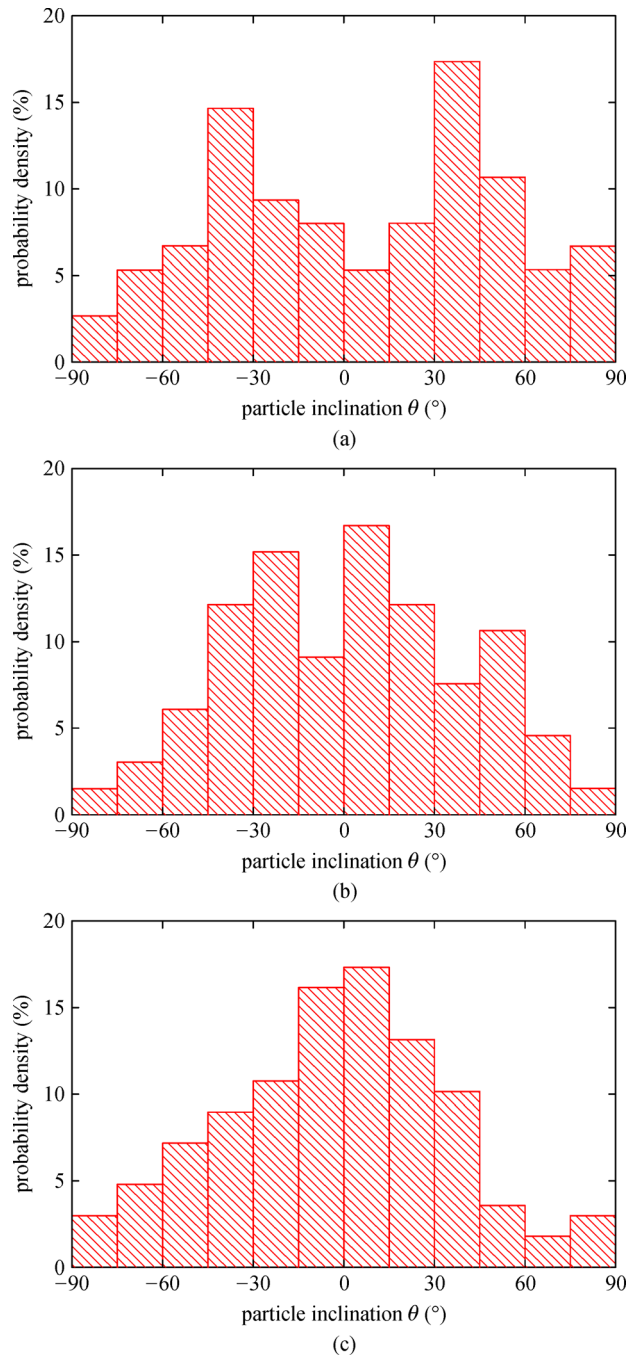 20
15
10
5
0
probability density (%)
−90 −60 −30 0 30 60 90
particle inclination θ (°)
(a)
20
15
10
5
0
probability density (%)
−90 −60 −30 0 30 60 90
particle inclination θ (°)
(b)
20
15
10
5
0
probability density (%)
−90 −60 −30 0 30 60 90
particle inclination θ (°)
(c)